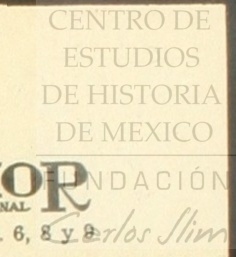 CENTRO DE
ESTUDIOS
DE HISTORIA
DE MEXICO
FUNDACIÓN
OR
NAL
6, 8 y 9
Carlos Slim